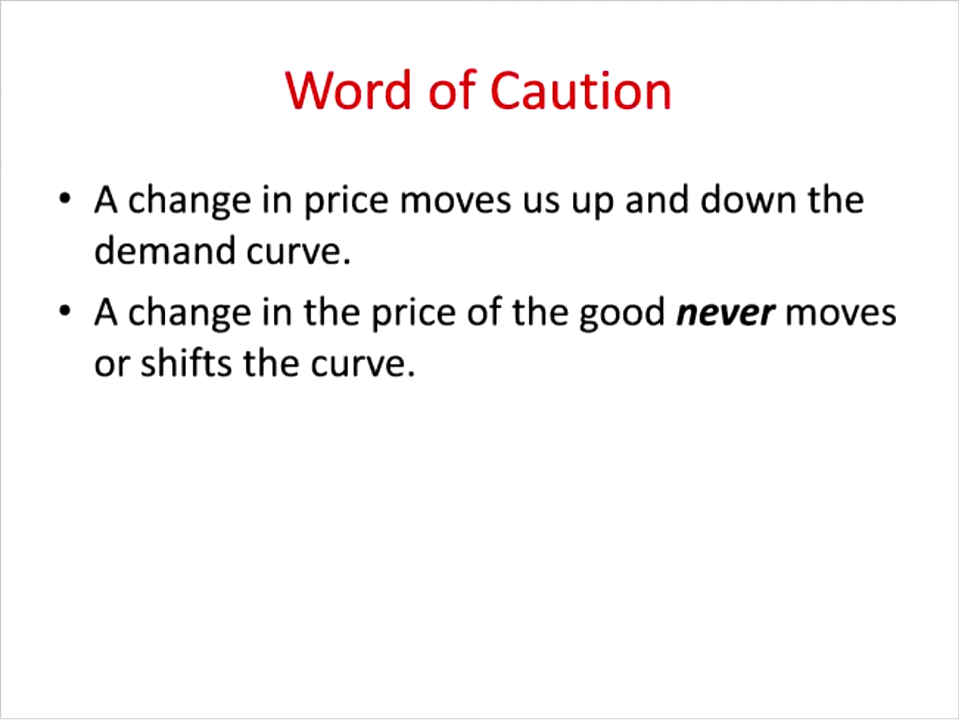 Word of Caution
• A change in price moves us up and down the
demand curve.
• A change in the price of the good never moves
or shifts the curve.